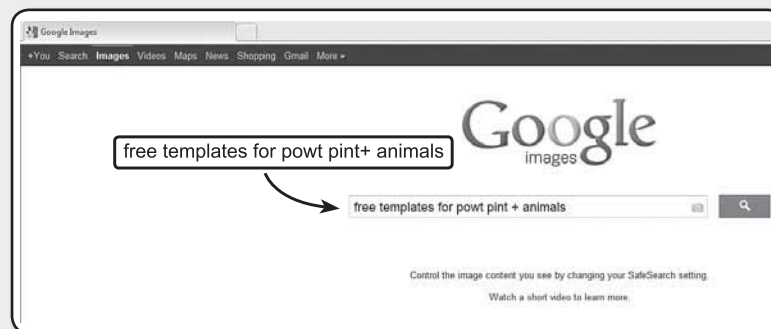 Google Images
+You Search Images Videos Maps News Shopping Gmail More
Google
images
free templates for powt pint+ animals
free templates for powt pint + animals
Control the image content you see by changing your SafeSearch setting.
Watch a short video to learn more.